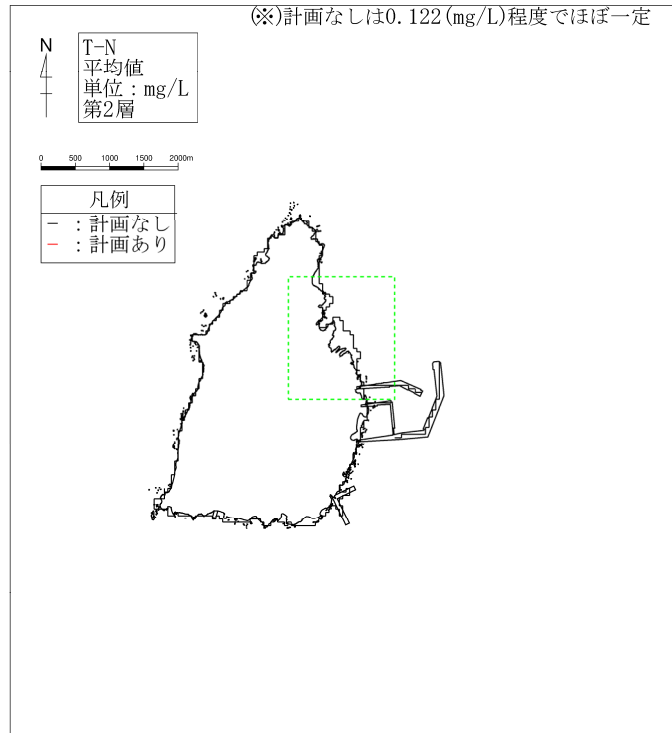 (※)計画なしは0.122(mg/L)程度でほぼ一定
N
T-N
平均値
単位：mg/L
第2層
0 500 1000 1500 2000m
凡例
− ：計画なし
− ：計画あり